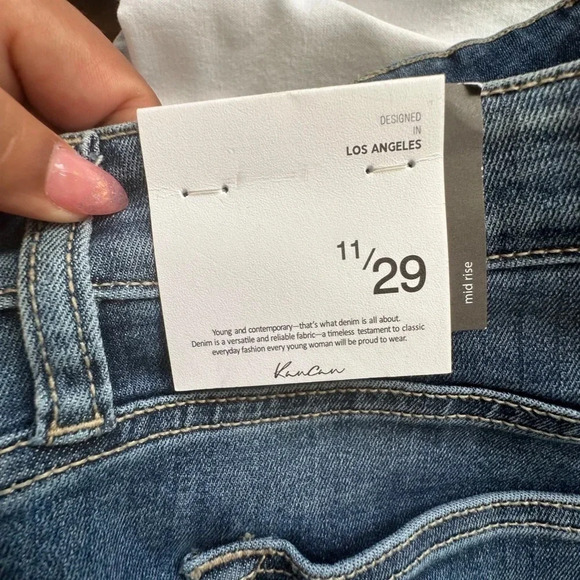 DESIGNED
IN
LOS ANGELES
11/29
mid rise
Young and contemporary—that's what denim is all about.
Denim is a versatile and reliable fabric—a timeless testament to classic
everyday fashion every young woman will be proud to wear.
KanCan